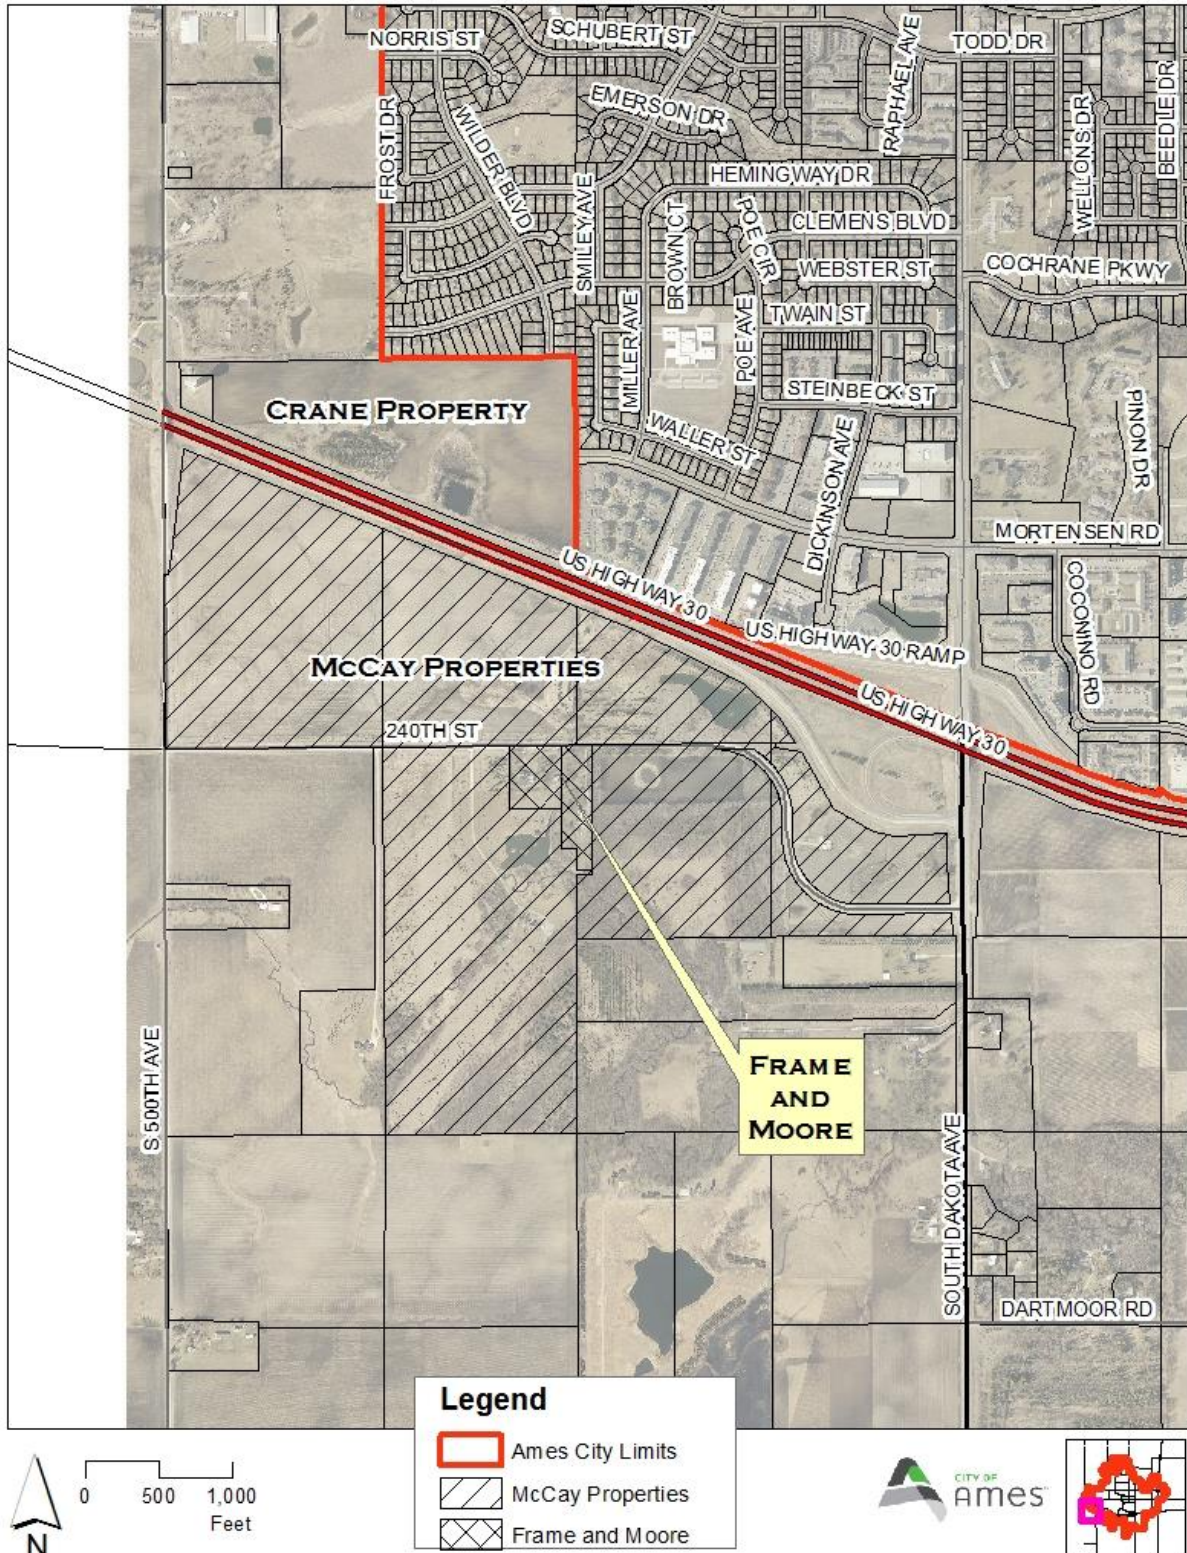 NORRIS ST
SCHUBERT ST
RAPHAEL AVE
TODD DR
BEEDLE DR
FROST DR
WILDER BLVD
EMERSON DR
WELLONS DR
HEMINGWAY DR
SMILEY AVE
BROWN CT
POE CIR
CLEMENS BLVD
WEBSTER ST
COCHRANE PKWY
MILLER AVE
POE AVE
TWAIN ST
STEINBECK ST
PINON DR
CRANE PROPERTY
WALLER ST
DICKINSON AVE
MORTENSEN RD
US HIGHWAY 30
US HIGHWAY 30 RAMP
COCONINO RD
MCCAY PROPERTIES
US HIGHWAY 30
240TH ST
S 500TH AVE
FRAME
AND
MOORE
SOUTH DAKOTA AVE
DARTMOOR RD
Legend
Ames City Limits
McCay Properties
Frame and Moore
0 500 1,000
Feet
N
CITY OF
Ames